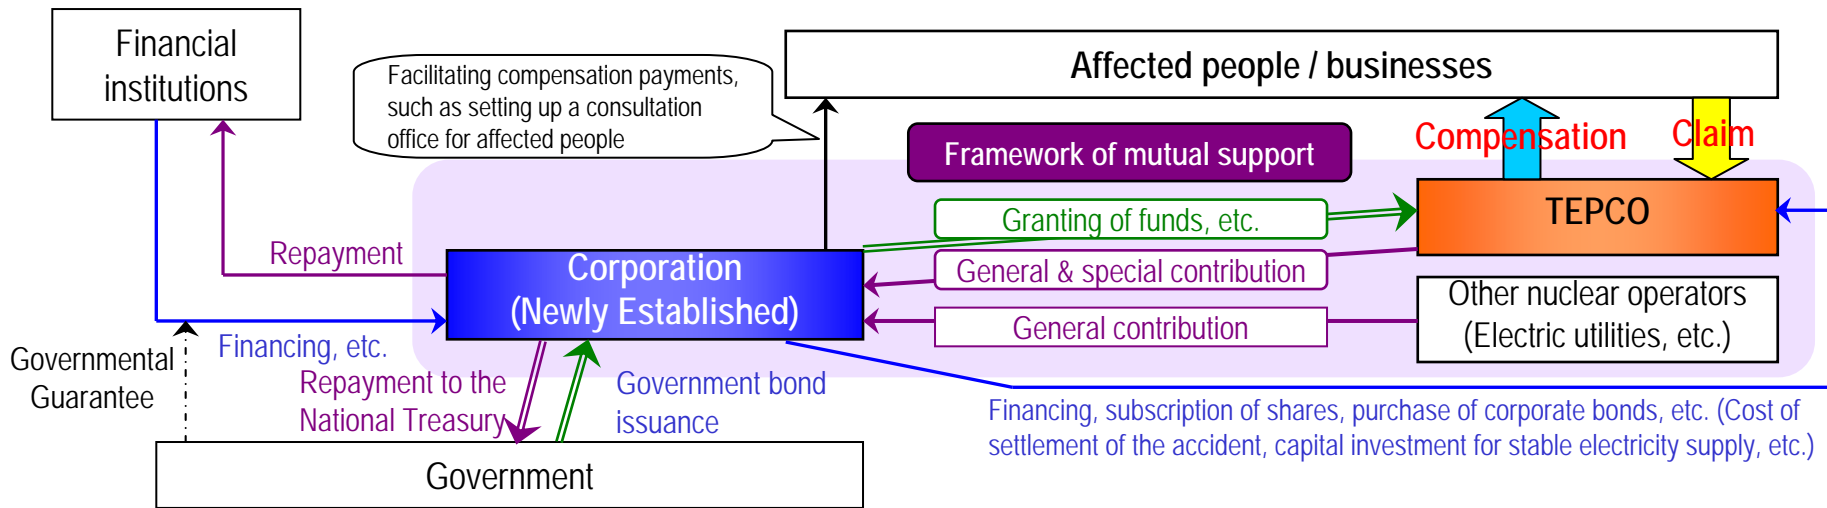 Financial
institutions
Facilitating compensation payments,
such as setting up a consultation
office for affected people
Affected people / businesses
Compensation
Claim
Framework of mutual support
Granting of funds, etc.
TEPCO
Repayment
Corporation
(Newly Established)
General & special contribution
General contribution
Other nuclear operators
(Electric utilities, etc.)
Governmental
Guarantee
Financing, etc.
Repayment to the
National Treasury
Government bond
issuance
Financing, subscription of shares, purchase of corporate bonds, etc. (Cost of
settlement of the accident, capital investment for stable electricity supply, etc.)
Government